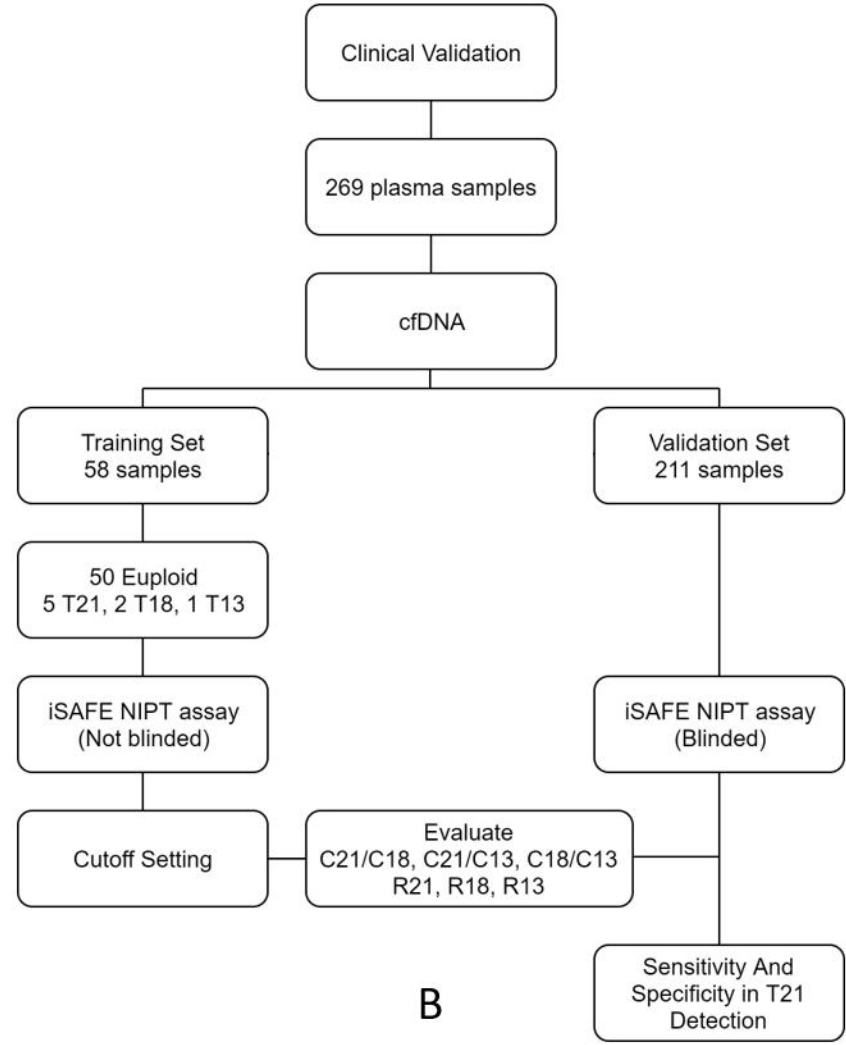 Clinical Validation
269 plasma samples
cfDNA
Training Set
58 samples
Validation Set
211 samples
50 Euploid
5 T21, 2 T18, 1 T13
iSAFE NIPT assay
(Not blinded)
iSAFE NIPT assay
(Blinded)
Cutoff Setting
Evaluate
C21/C18, C21/C13, C18/C13
R21, R18, R13
Sensitivity And
Specificity in T21
Detection
B